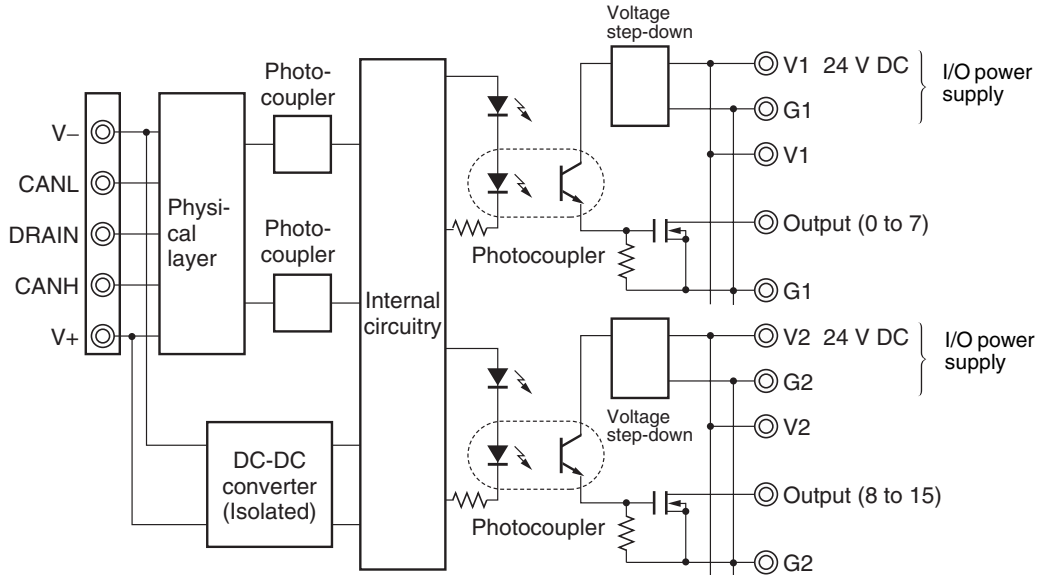 Voltage
step-down
V1 24 V DC
I/O power
supply
G1
V1
Output (0 to 7)
G1
Photo-
coupler
V–
CANL
DRAIN
CANH
V+
Physi-
cal
layer
Photo-
coupler
Internal
circuitry
Photocoupler
V2 24 V DC
I/O power
supply
G2
Voltage
step-down
V2
Output (8 to 15)
G2
DC-DC
converter
(Isolated)
Photocoupler